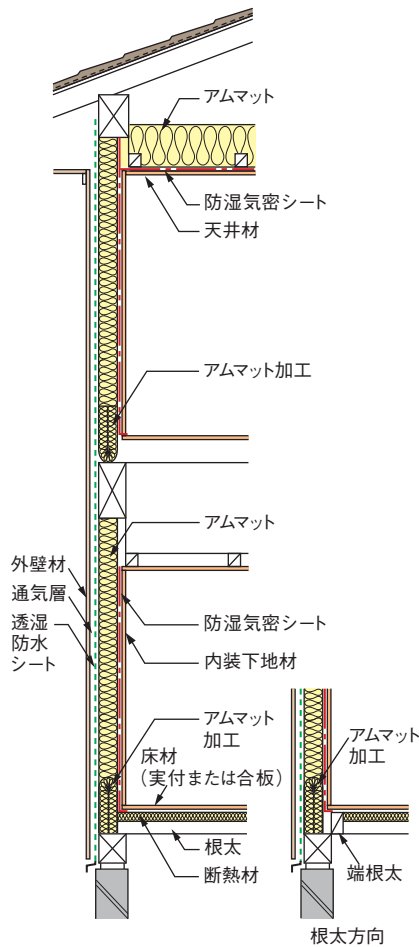 アムマット
防湿気密シート
天井材
アムマット加工
アムマット
外壁材
通気層
透湿
防水
シート
防湿気密シート
内装下地材
アムマット
加工
床材
(実付または合板)
根太
断熱材
アムマット
加工
端根太
根太方向